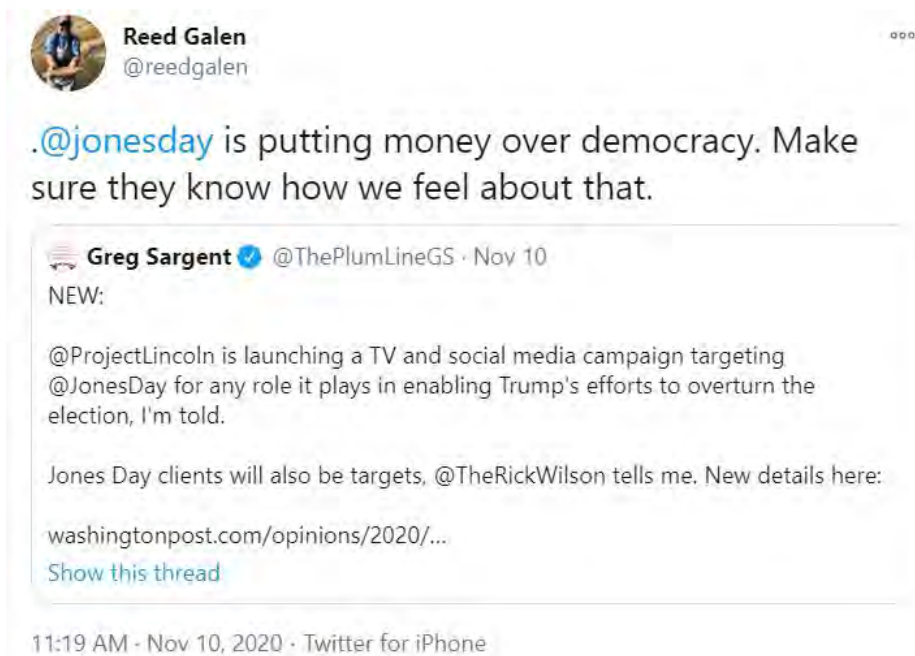 Reed Galen
@reedgalen
.@jonesday is putting money over democracy. Make
sure they know how we feel about that.
Greg Sargent @ThePlumLineGS · Nov 10
NEW:
@ProjectLincoln is launching a TV and social media campaign targeting
@JonesDay for any role it plays in enabling Trump's efforts to overturn the
election, I'm told.
Jones Day clients will also be targets, @TheRickWilson tells me. New details here:
washingtonpost.com/opinions/2020/...
Show this thread
11:19 AM · Nov 10, 2020 · Twitter for iPhone